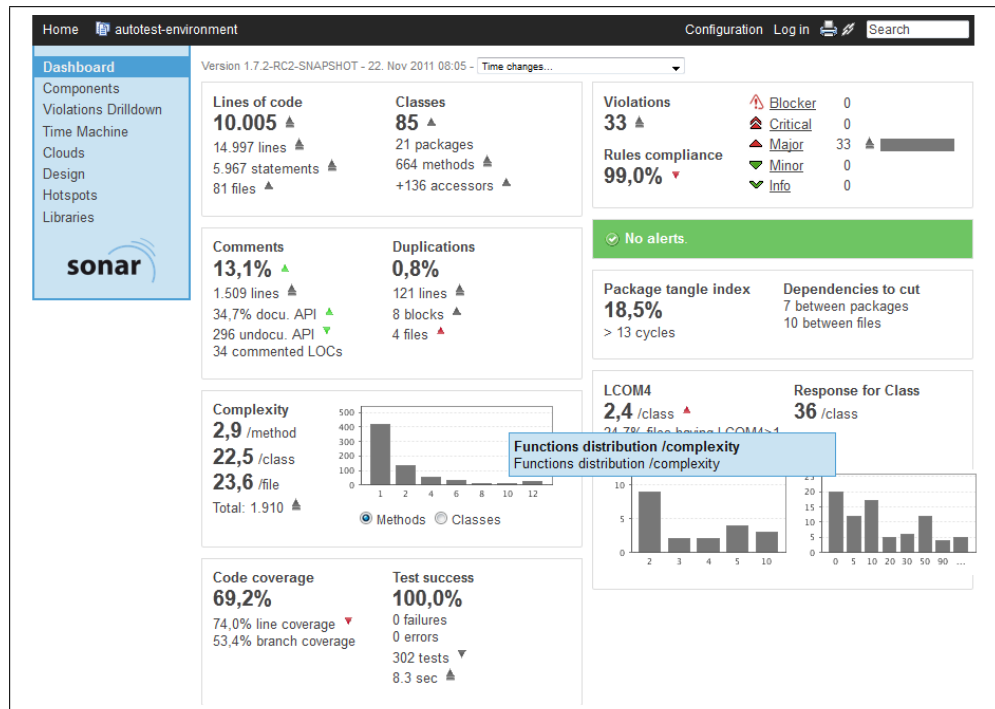 Home autotest-environment Configuration Log in Search
Dashboard
Components
Violations Drilldown
Time Machine
Clouds
Design
Hotspots
Libraries
sonar
Version 1.7.2-RC2-SNAPSHOT - 22. Nov 2011 08:05 - Time changes...
Lines of code
10.005
14.997 lines
5.967 statements
81 files
Classes
85
21 packages
664 methods
+136 accessors
Comments
13,1%
1.509 lines
34,7% docu. API
296 undocu. API
34 commented LOCs
Duplications
0,8%
121 lines
8 blocks
4 files
Complexity
2,9 /method
22,5 /class
23,6 /file
Total: 1.910
500
400
300
200
100
0
1 2 4 6 8 10 12
Methods Classes
Code coverage
69,2%
74,0% line coverage
53,4% branch coverage
Test success
100,0%
0 failures
0 errors
302 tests
8.3 sec
Violations
33
Rules compliance
99,0%
Blocker 0
Critical 0
Major 33
Minor 0
Info 0
No alerts.
Package tangle index
18,5%
> 13 cycles
Dependencies to cut
7 between packages
10 between files
LCOM4
2,4 /class
24,7% files having LCOM4>1
Response for Class
36 /class
Functions distribution /complexity
Functions distribution /complexity
10
5
0
2 3 4 5 10
25
20
15
10
5
0
0 5 10 20 30 50 90 ...